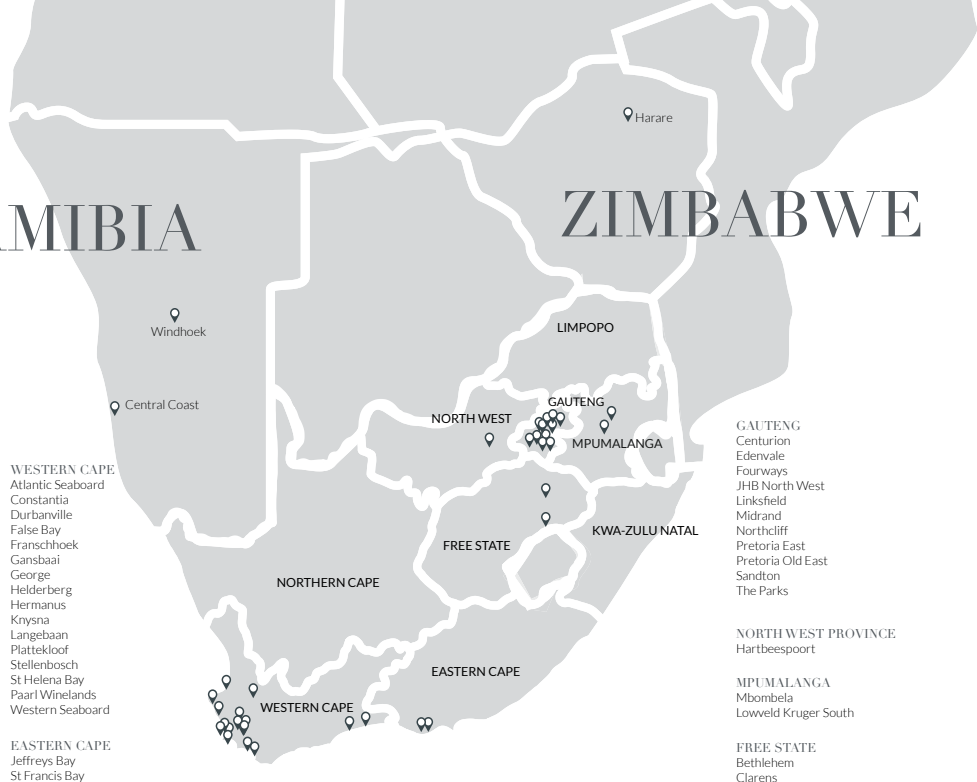 Harare
ZIMBABWE
MIBIA
Windhoek
Central Coast
LIMPOPO
GAUTENG
NORTH WEST
MPUMALANGA
KWA-ZULU NATAL
FREE STATE
NORTHERN CAPE
EASTERN CAPE
WESTERN CAPE
WESTERN CAPE
Atlantic Seaboard
Constantia
Durbanville
False Bay
Franschhoek
Gansbaai
George
Helderberg
Hermanus
Knysna
Langebaan
Plattekloof
Stellenbosch
St Helena Bay
Paarl Winelands
Western Seaboard
EASTERN CAPE
Jeffreys Bay
St Francis Bay
GAUTENG
Centurion
Edenvale
Fourways
JHB North West
Linksfield
Midrand
Northcliff
Pretoria East
Pretoria Old East
Sandton
The Parks
NORTH WEST PROVINCE
Hartbeespoort
MPUMALANGA
Mbombela
Lowveld Kruger South
FREE STATE
Bethlehem
Clarens